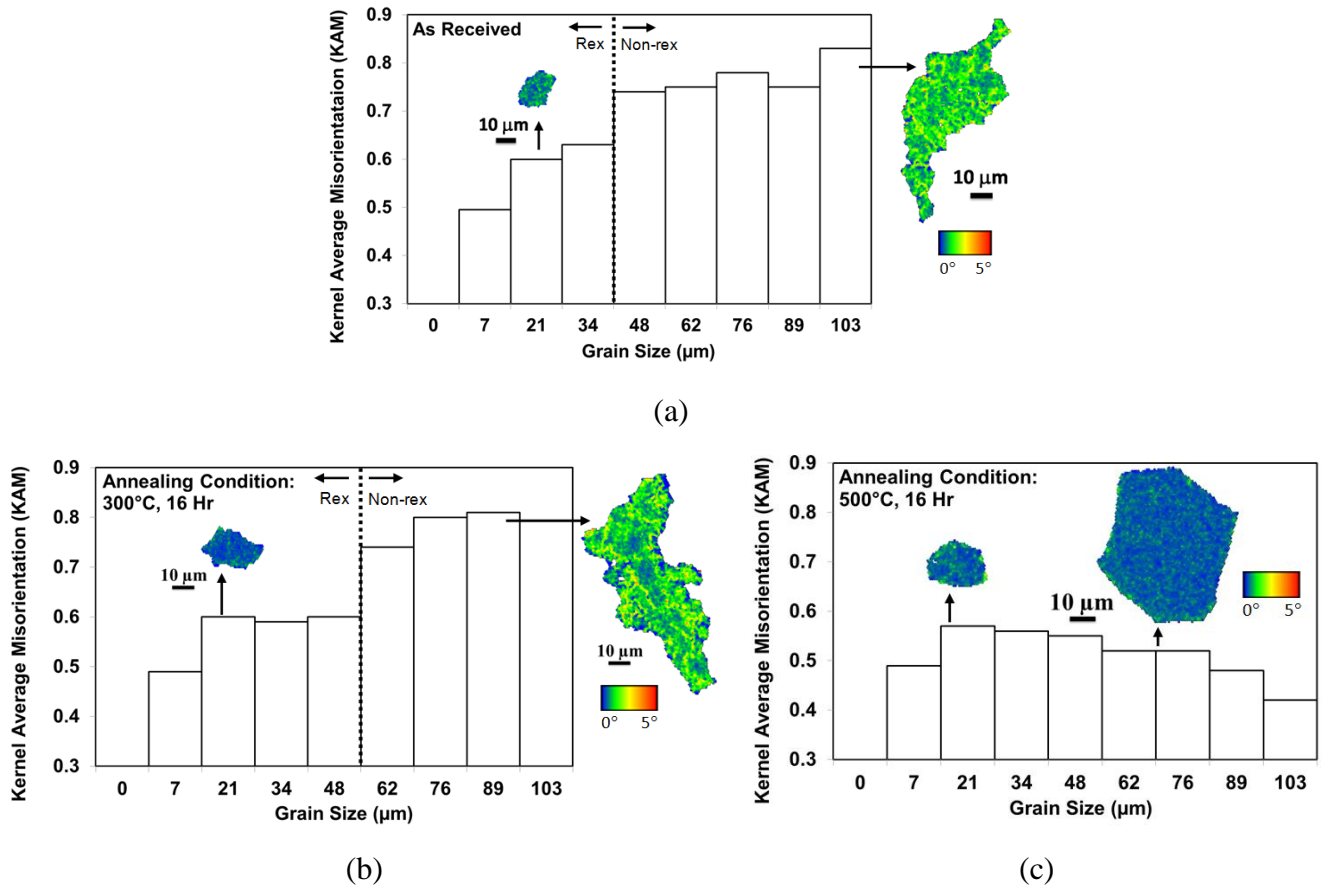 Kernel Average Misorientataion (KAM)
0.9
0.8
0.7
0.6
0.5
0.4
0.3
As Received
Rex
Non-rex
10 µm
10 µm
0° 5°
0 7 21 34 48 62 76 89 103
Grain Size (µm)
(a)
Kernel Average Misorientation (KAM)
0.9
0.8
0.7
0.6
0.5
0.4
0.3
Annealing Condition:
300°C, 16 Hr
Rex
Non-rex
10 µm
10 µm
0° 5°
0 7 21 34 48 62 76 89 103
Grain Size (µm)
(b)
Kernel Average Misorientation (KAM)
0.9
0.8
0.7
0.6
0.5
0.4
0.3
Annealing Condition:
500°C, 16 Hr
10 µm
0° 5°
0 7 21 34 48 62 76 89 103
Grain Size (µm)
(c)